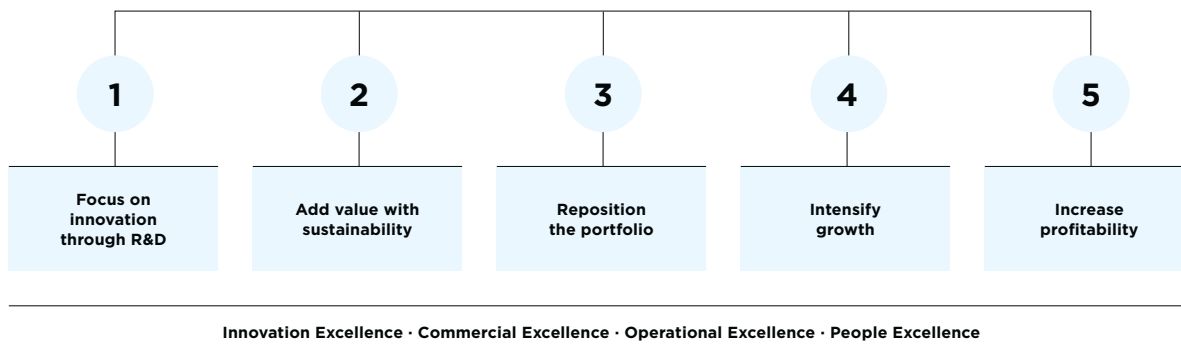 1
2
3
4
5
Focus on
innovation
through R&D
Add value with
sustainability
Reposition
the portfolio
Intensify
growth
Increase
profitability
Innovation Excellence · Commercial Excellence · Operational Excellence · People Excellence